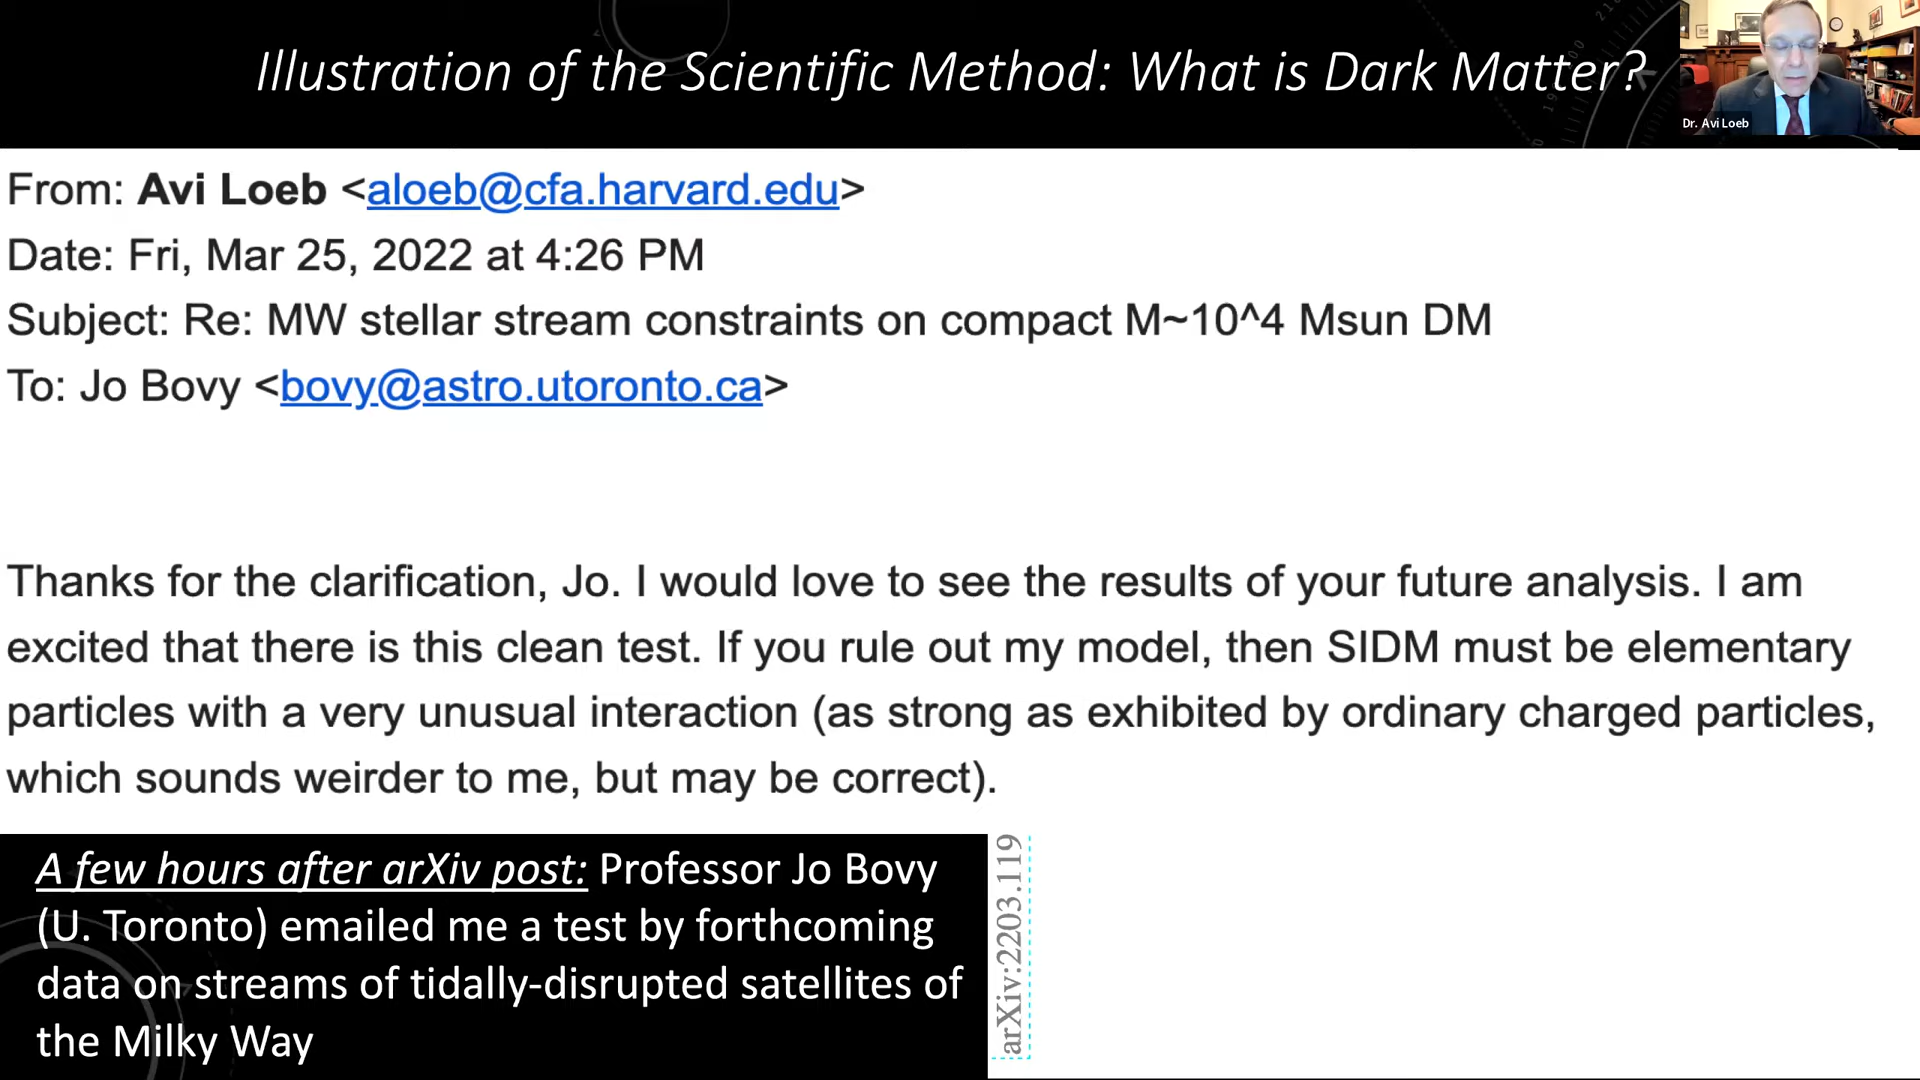 Illustration of the Scientific Method: What is Dark Matter?
Dr. Avi Loeb
From: Avi Loeb <aloeb@cfa.harvard.edu>
Date: Fri, Mar 25, 2022 at 4:26 PM
Subject: Re: MW stellar stream constraints on compact M~10^4 Msun DM
To: Jo Bovy <bovy@astro.utoronto.ca>
Thanks for the clarification, Jo. I would love to see the results of your future analysis. I am
excited that there is this clean test. If you rule out my model, then SIDM must be elementary
particles with a very unusual interaction (as strong as exhibited by ordinary charged particles,
which sounds weirder to me, but may be correct).
A few hours after arXiv post: Professor Jo Bovy
(U. Toronto) emailed me a test by forthcoming
data on streams of tidally-disrupted satellites of
the Milky Way
arXiv:2203.119